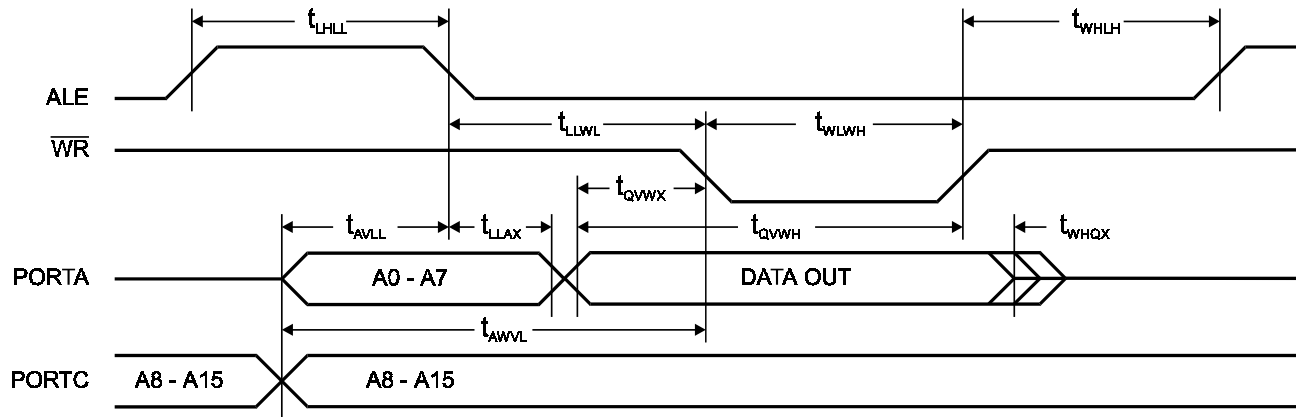 tLHLL
tWHLH
ALE
tLLWL
tWLWH
WR
tQVWX
tAVLL
tLLAX
tQVWH
tWHQX
PORTA
A0 - A7
DATA OUT
tAWVL
PORTC
A8 - A15
A8 - A15